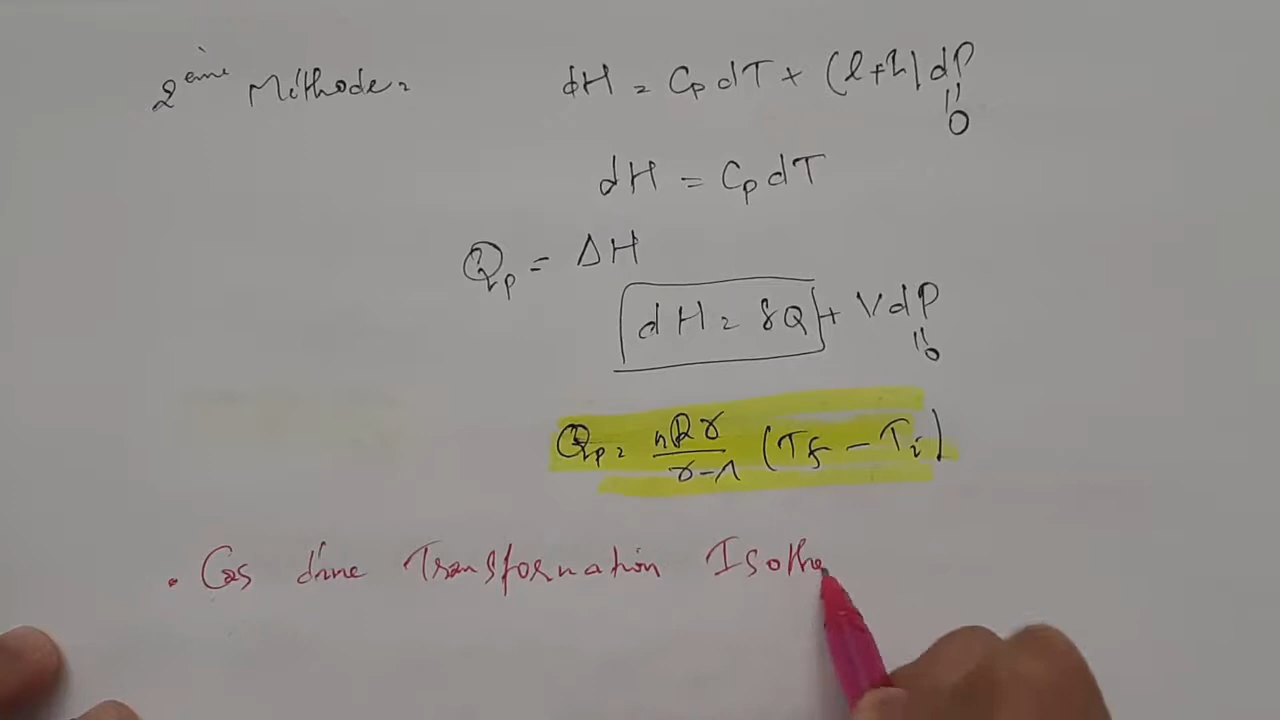 2ème Méthode: dH = Cp dT + (l+h) dP
"
0
dH = Cp dT
Qp = ΔH
dH = δQ + VdP
"
0
Qp = nRγ/γ-1 (Tf - Ti)
. Cas d'une Transformation Isothe